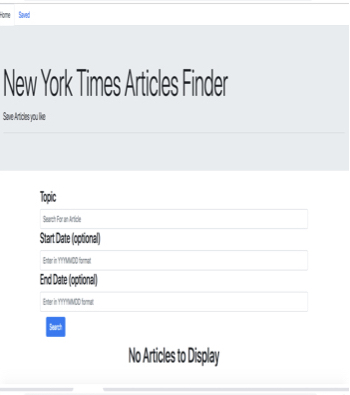 Home Saved
New York Times Articles Finder
Save Articles you like
Topic
Search For an Article
Start Date (optional)
Enter in YYYYMMDD format
End Date (optional)
Enter in YYYYMMDD format
Search
No Articles to Display